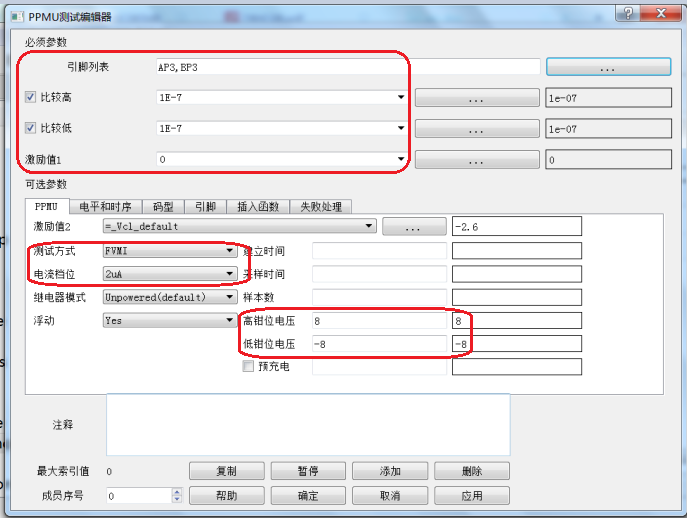 PPMU测试编辑器
必须参数
引脚列表 AP3,BP3 ...
比较高 1E-7 ... 1e-07
比较低 1E-7 ... 1e-07
激励值1 0 ... 0
可选参数
PPMU 电平和时序 码型 引脚 插入函数 失败处理
激励值2 =_Vcl_default ... -2.6
测试方式 FVMI 建立时间
电流档位 2uA 采样时间
继电器模式 Unpowered(default) 样本数
浮动 Yes 高钳位电压 8 8
低钳位电压 -8 -8
预充电
注释
最大索引值 0 复制 暂停 添加 删除
成员序号 0 帮助 确定 取消 应用